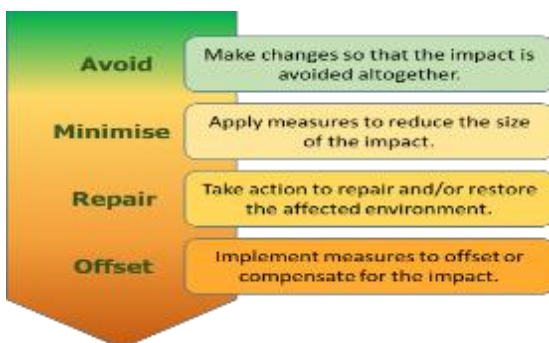 Avoid
Make changes so that the impact is
avoided altogether.
Minimise
Apply measures to reduce the size
of the impact.
Repair
Take action to repair and/or restore
the affected environment.
Offset
Implement measures to offset or
compensate for the impact.